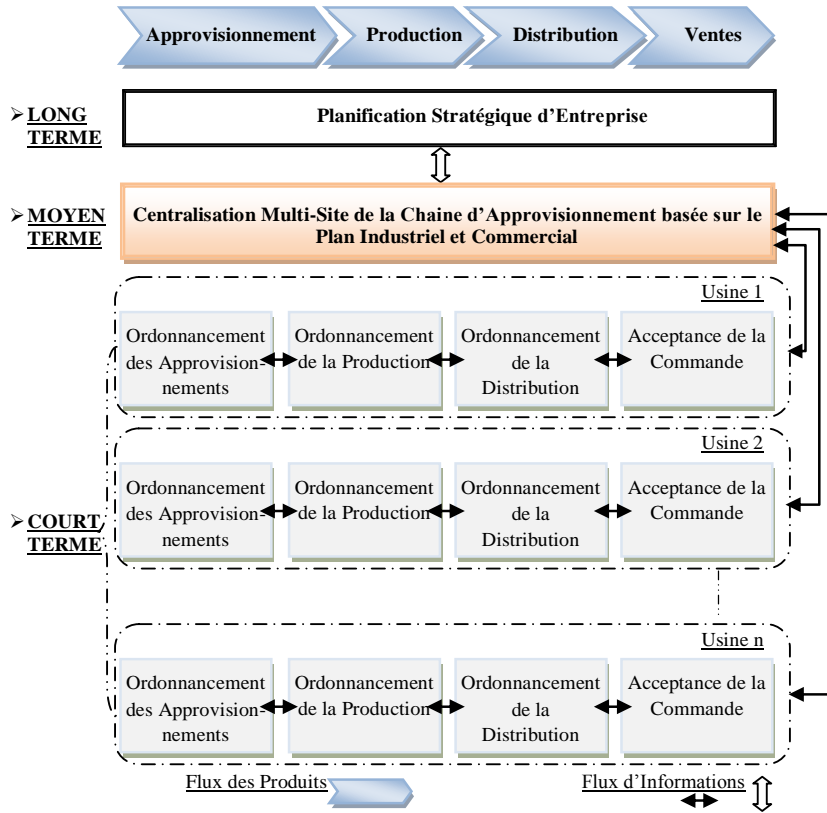 Approvisionnement Production Distribution Ventes
➢ LONG
TERME
Planification Stratégique d'Entreprise
➢ MOYEN
TERME
Centralisation Multi-Site de la Chaine d'Approvisionnement basée sur le
Plan Industriel et Commercial
Usine 1
Ordonnancement
des Approvision-
nements
Ordonnancement
de la Production
Ordonnancement
de la
Distribution
Acceptance de la
Commande
Usine 2
➢ COURT
TERME
Ordonnancement
des Approvision-
nements
Ordonnancement
de la Production
Ordonnancement
de la
Distribution
Acceptance de la
Commande
Usine n
Ordonnancement
des Approvision-
nements
Ordonnancement
de la Production
Ordonnancement
de la
Distribution
Acceptance de la
Commande
Flux des Produits
Flux d'Informations